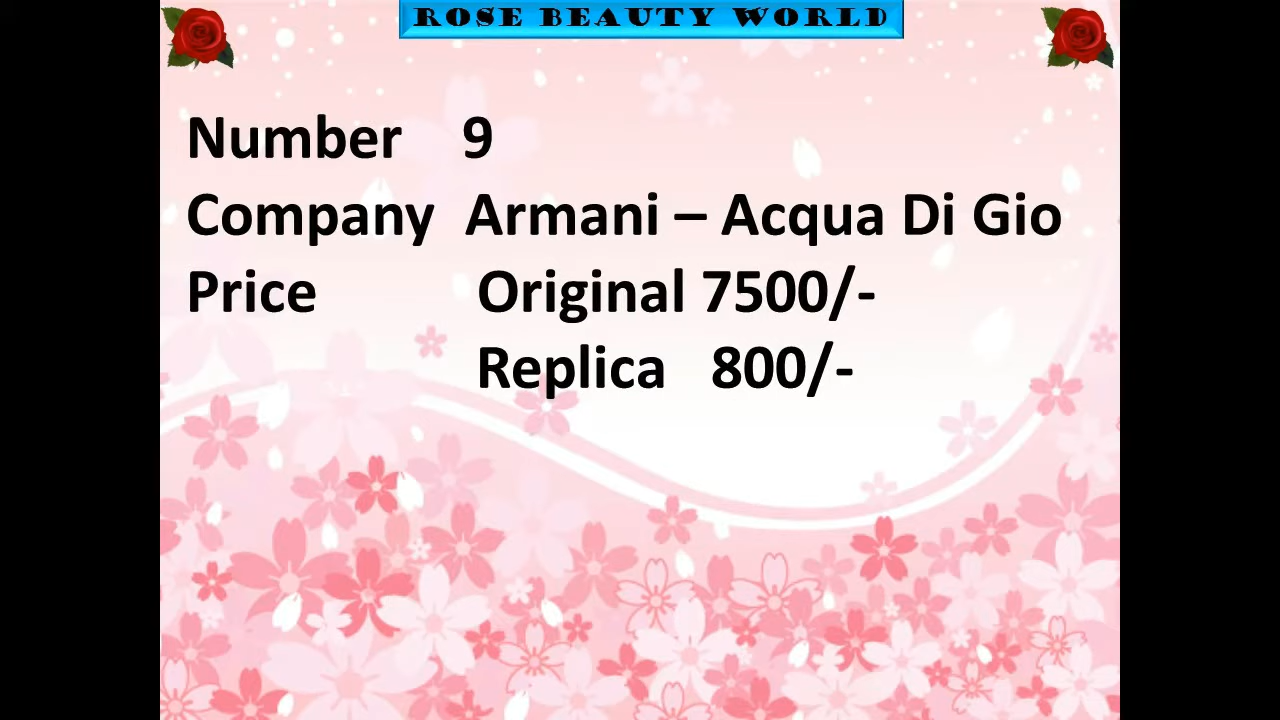 ROSE BEAUTY WORLD
Number 9
Company Armani – Acqua Di Gio
Price Original 7500/-
Replica 800/-